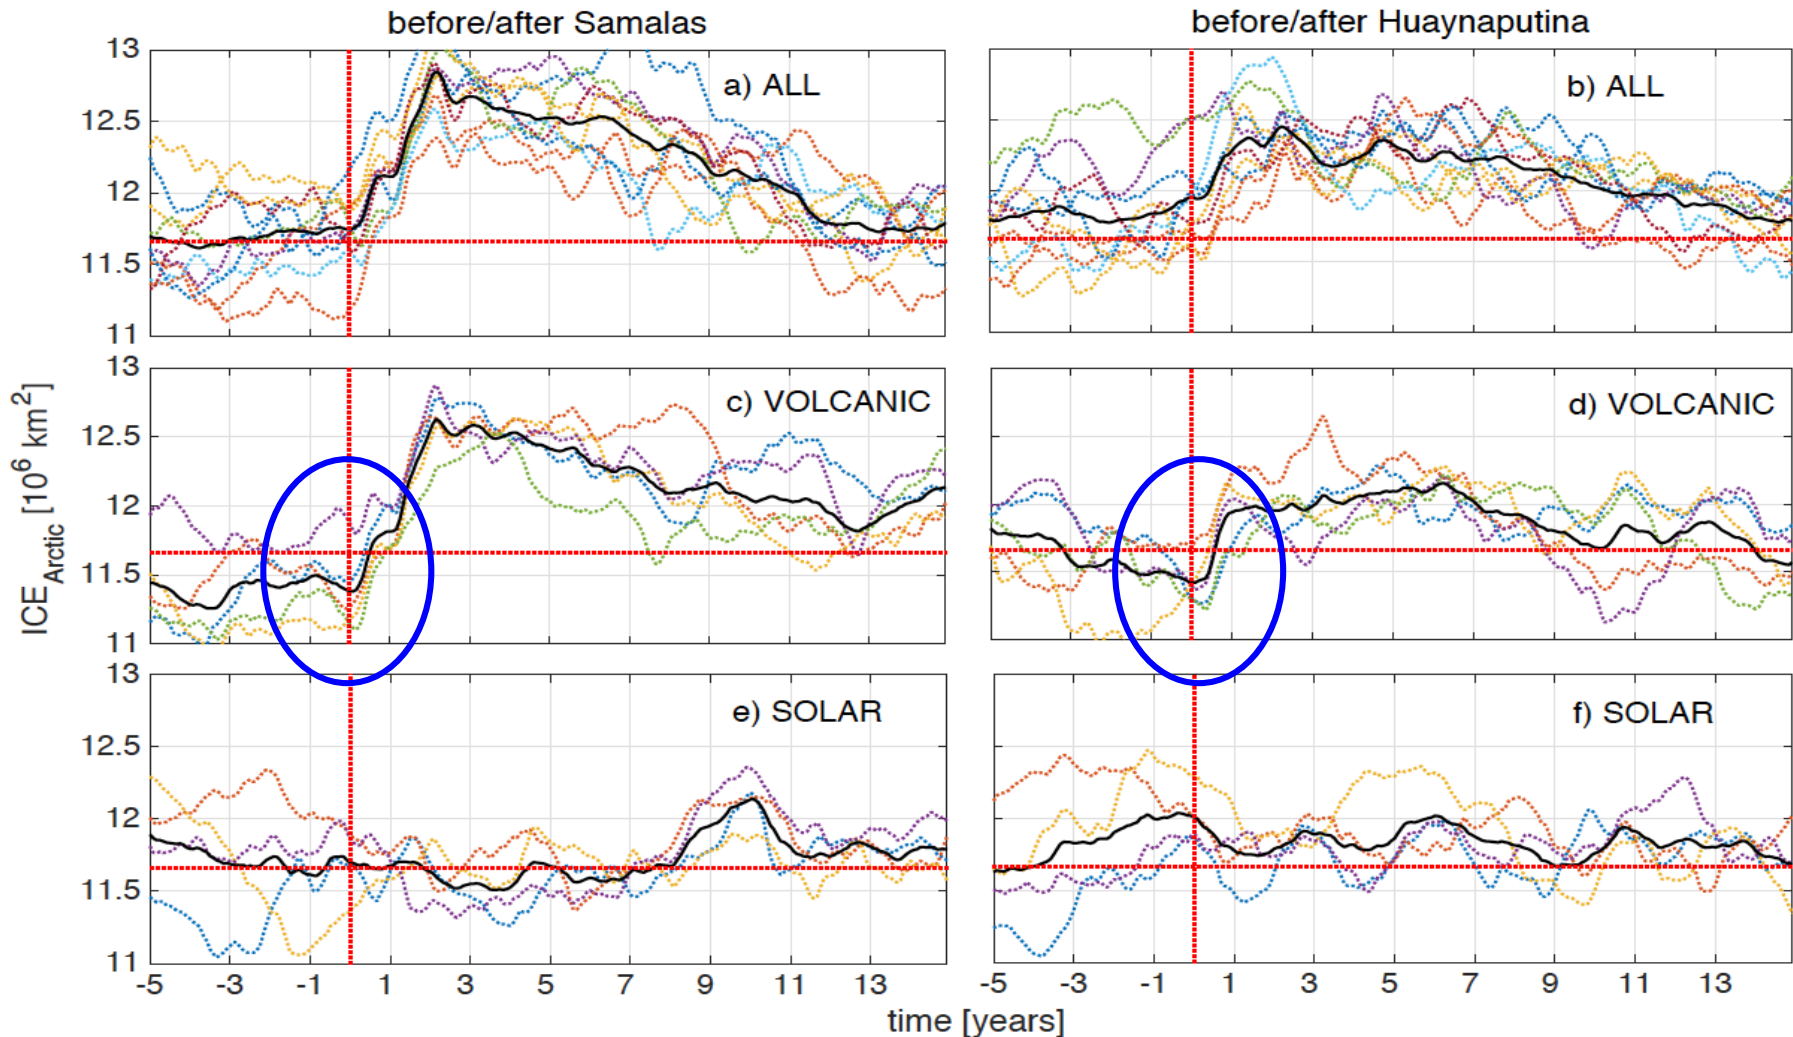 before/after Samalas
before/after Huaynaputina
13
12.5
12
11.5
11
a) ALL
b) ALL
13
12.5
12
11.5
11
c) VOLCANIC
d) VOLCANIC
ICE_Arctic [10^6 km^2]
13
12.5
12
11.5
11
e) SOLAR
f) SOLAR
-5 -3 -1 1 3 5 7 9 11 13
-5 -3 -1 1 3 5 7 9 11 13
time [years]